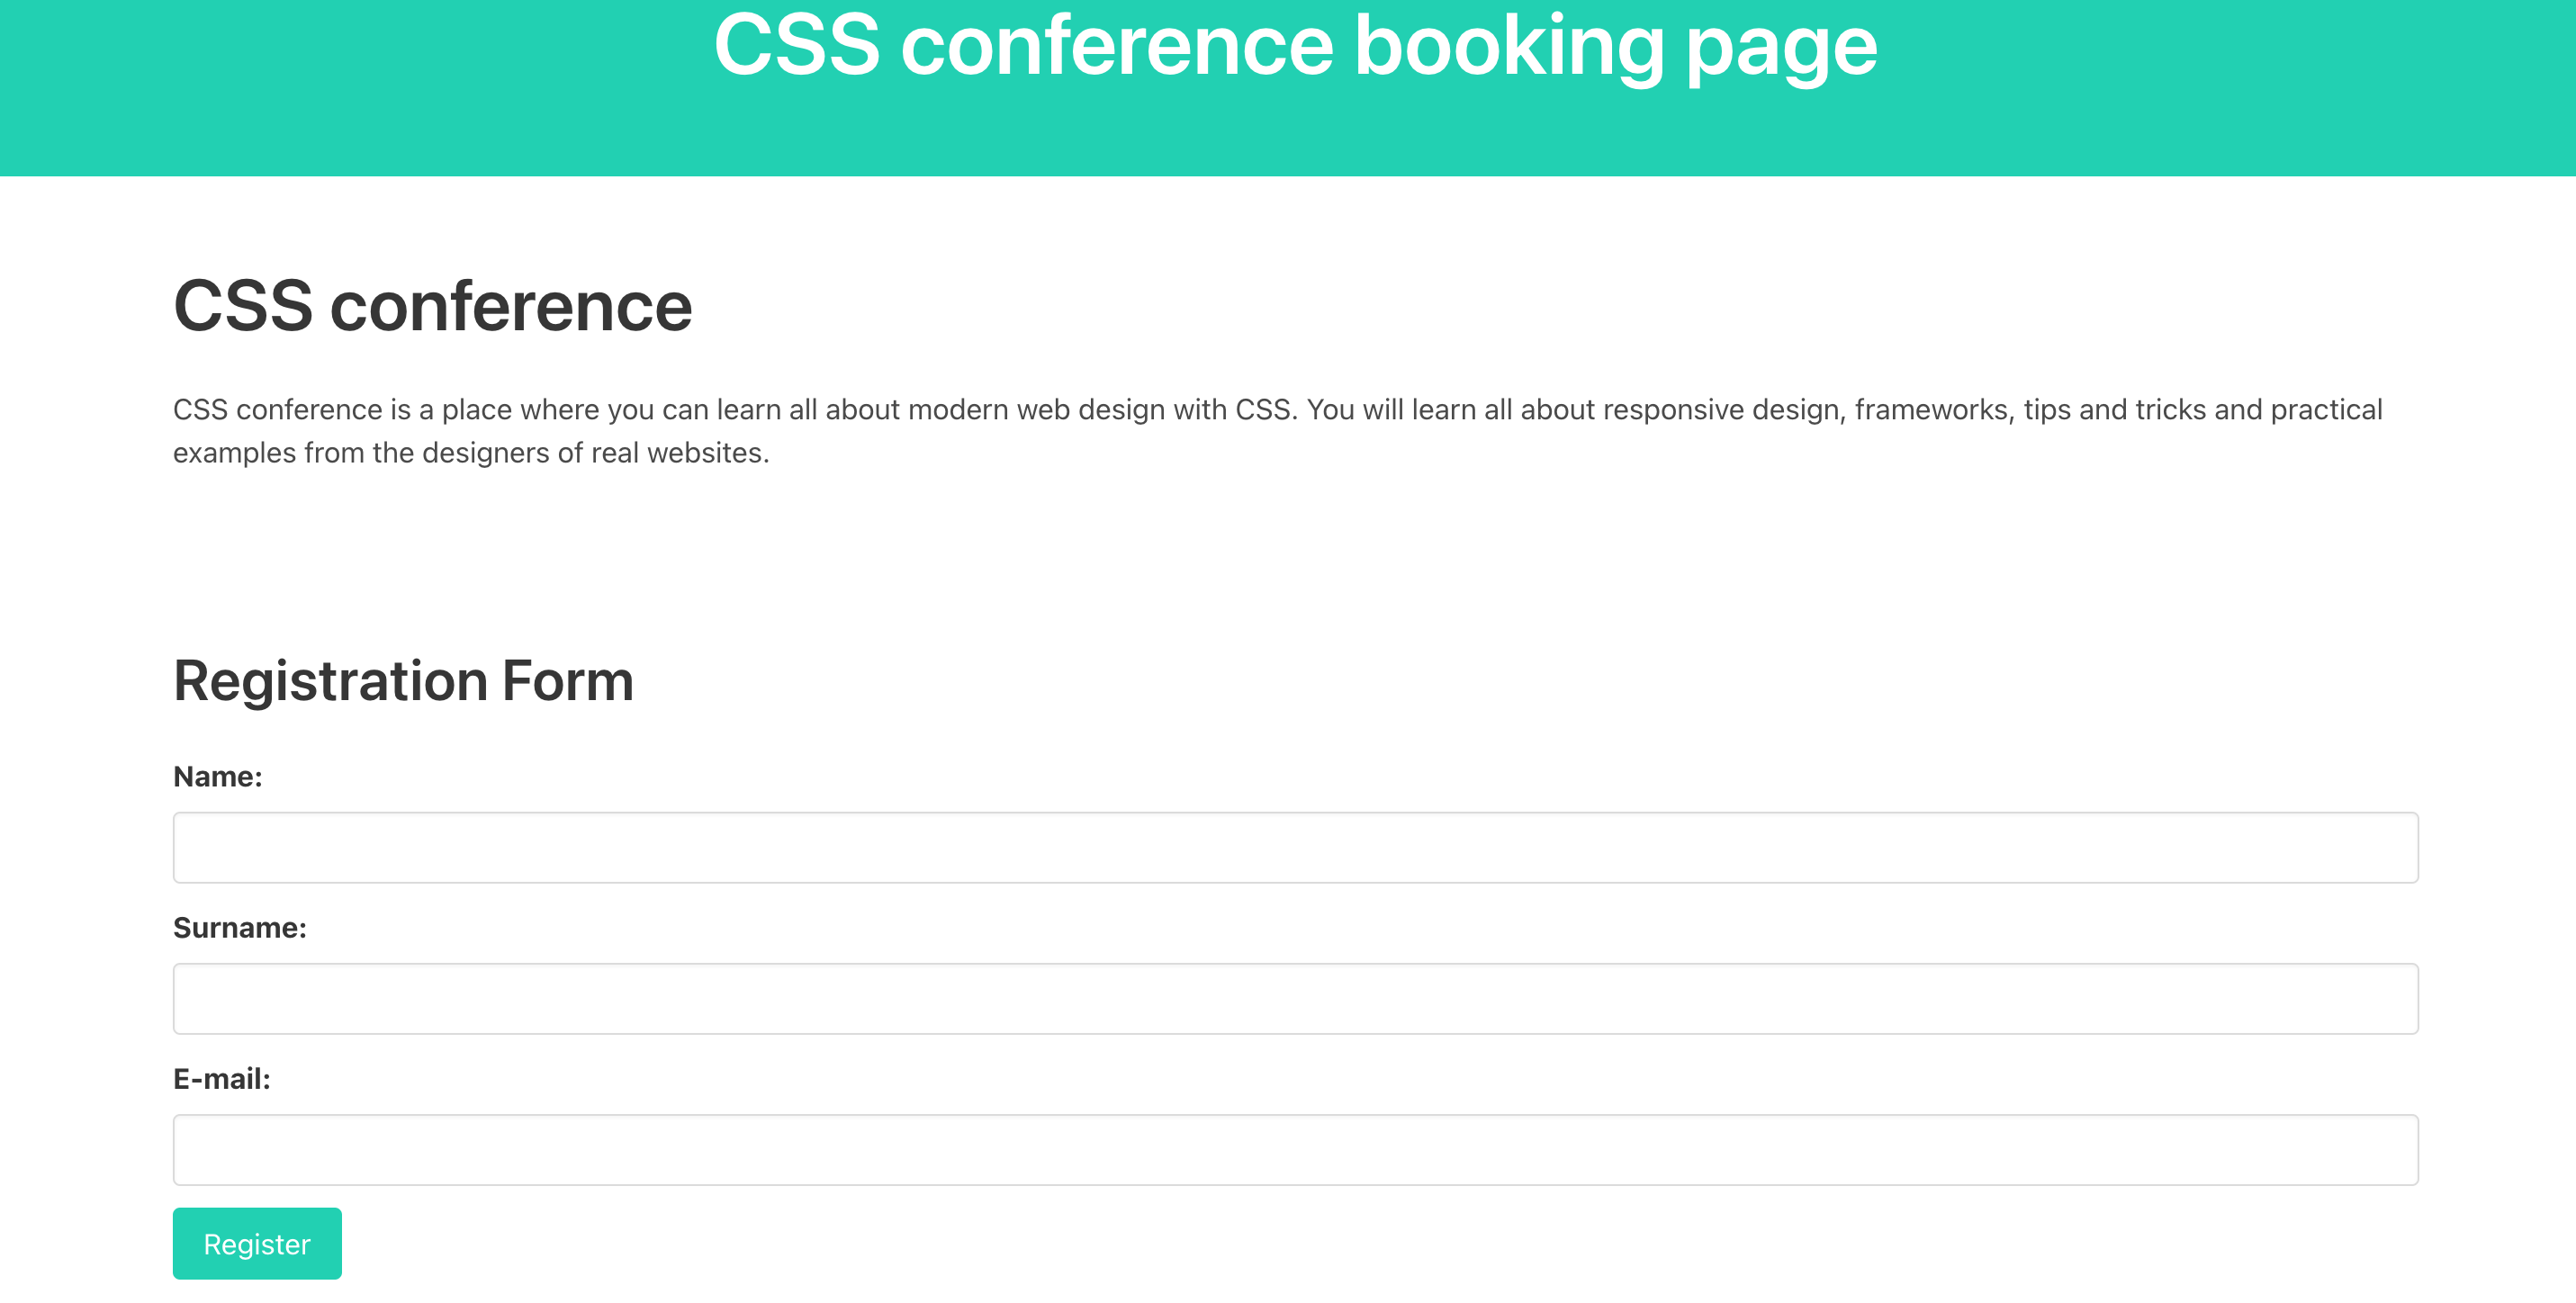 CSS conference booking page
CSS conference
CSS conference is a place where you can learn all about modern web design with CSS. You will learn all about responsive design, frameworks, tips and tricks and practical
examples from the designers of real websites.
Registration Form
Name:
Surname:
E-mail:
Register